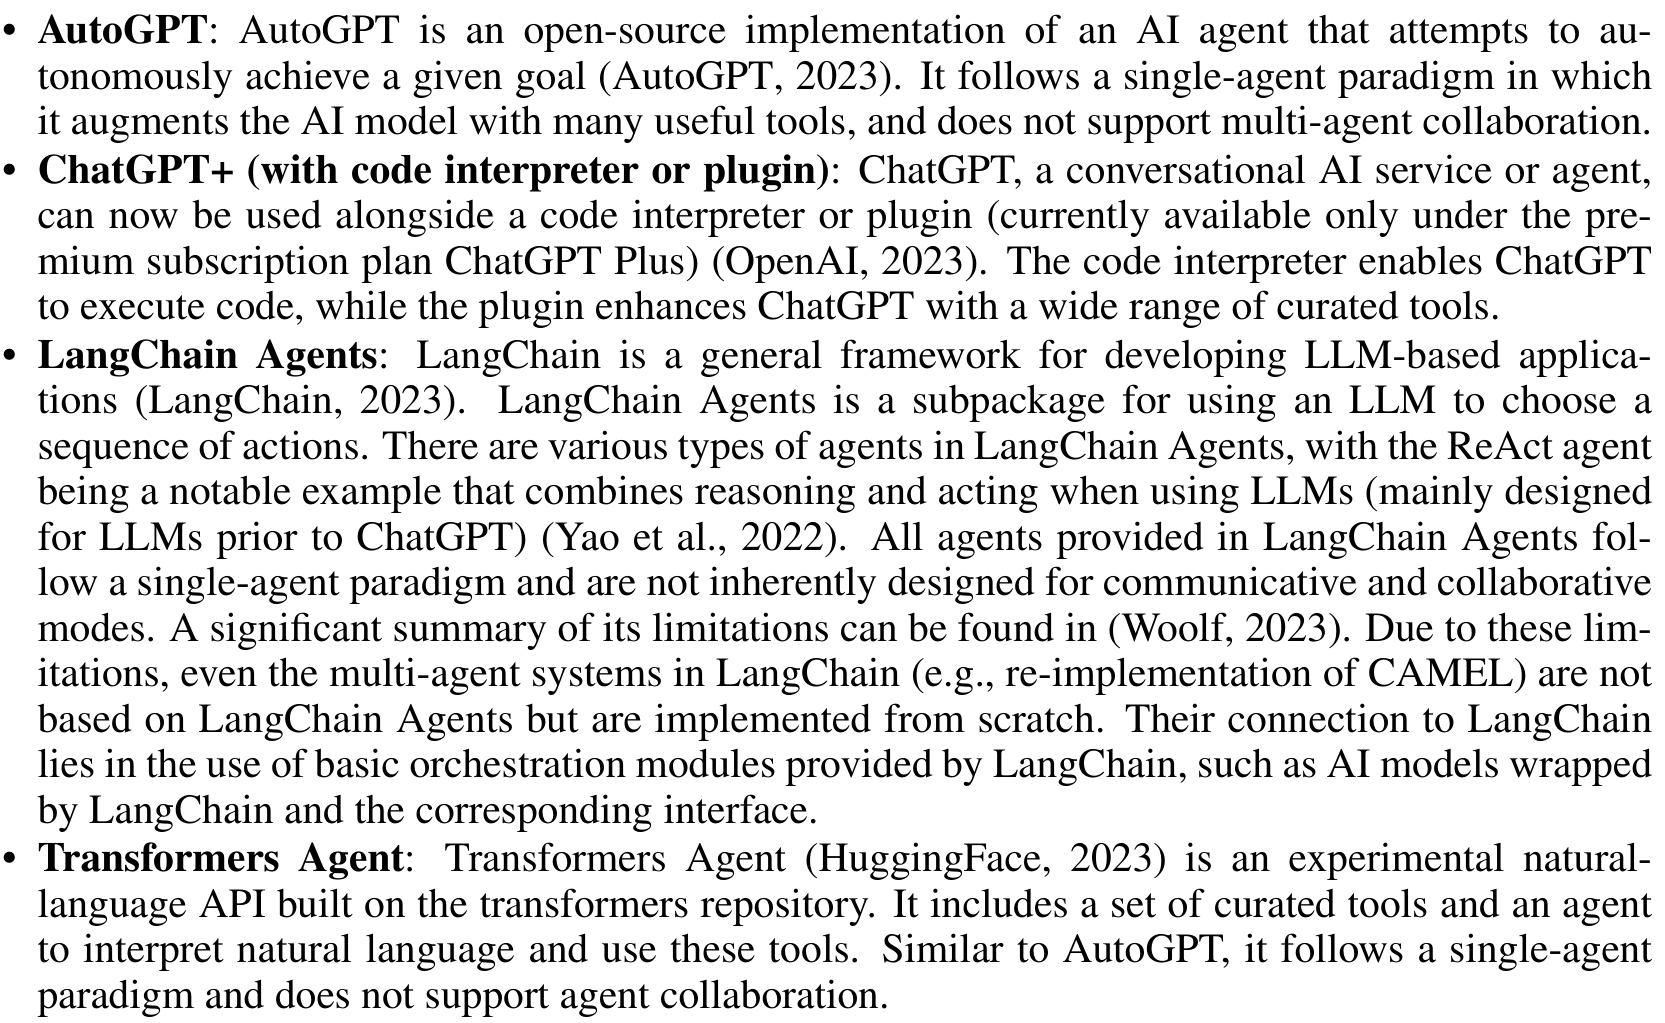 • AutoGPT: AutoGPT is an open-source implementation of an AI agent that attempts to au-
tonomously achieve a given goal (AutoGPT, 2023). It follows a single-agent paradigm in which
it augments the AI model with many useful tools, and does not support multi-agent collaboration.
• ChatGPT+ (with code interpreter or plugin): ChatGPT, a conversational AI service or agent,
can now be used alongside a code interpreter or plugin (currently available only under the pre-
mium subscription plan ChatGPT Plus) (OpenAI, 2023). The code interpreter enables ChatGPT
to execute code, while the plugin enhances ChatGPT with a wide range of curated tools.
• LangChain Agents: LangChain is a general framework for developing LLM-based applica-
tions (LangChain, 2023). LangChain Agents is a subpackage for using an LLM to choose a
sequence of actions. There are various types of agents in LangChain Agents, with the ReAct agent
being a notable example that combines reasoning and acting when using LLMs (mainly designed
for LLMs prior to ChatGPT) (Yao et al., 2022). All agents provided in LangChain Agents fol-
low a single-agent paradigm and are not inherently designed for communicative and collaborative
modes. A significant summary of its limitations can be found in (Woolf, 2023). Due to these lim-
itations, even the multi-agent systems in LangChain (e.g., re-implementation of CAMEL) are not
based on LangChain Agents but are implemented from scratch. Their connection to LangChain
lies in the use of basic orchestration modules provided by LangChain, such as AI models wrapped
by LangChain and the corresponding interface.
• Transformers Agent: Transformers Agent (HuggingFace, 2023) is an experimental natural-
language API built on the transformers repository. It includes a set of curated tools and an agent
to interpret natural language and use these tools. Similar to AutoGPT, it follows a single-agent
paradigm and does not support agent collaboration.